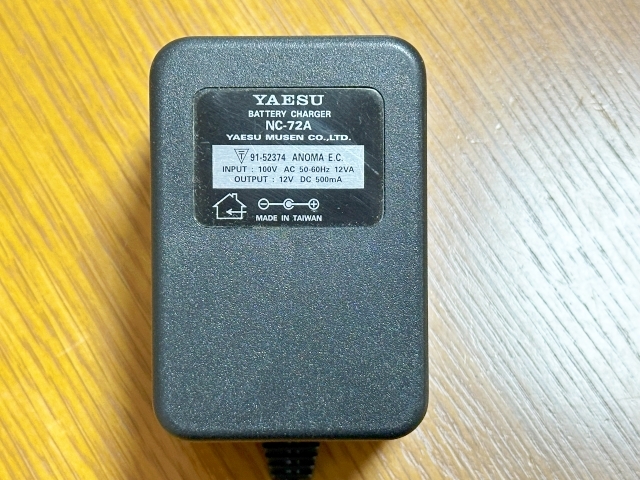 YAESU
BATTERY CHARGER
NC-72A
YAESU MUSEN CO.,LTD.
91-52374 ANOMA E.C.
INPUT : 100V AC 50-60Hz 12VA
OUTPUT : 12V DC 500mA
MADE IN TAIWAN